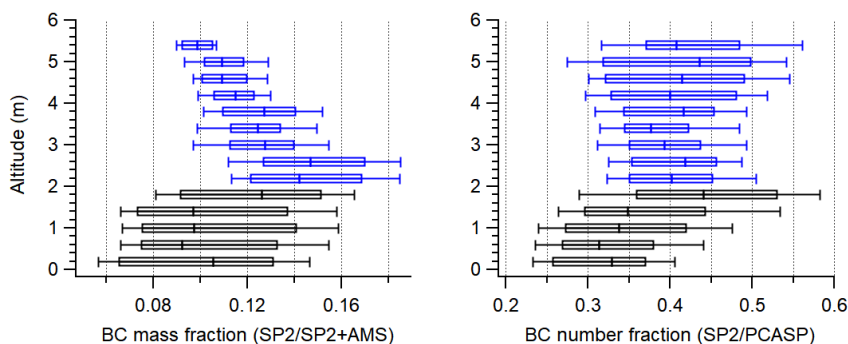 6
5
4
3
2
1
0
Altitude (m)
0.08 0.12 0.16
BC mass fraction (SP2/SP2+AMS)
6
5
4
3
2
1
0
0.2 0.3 0.4 0.5 0.6
BC number fraction (SP2/PCASP)